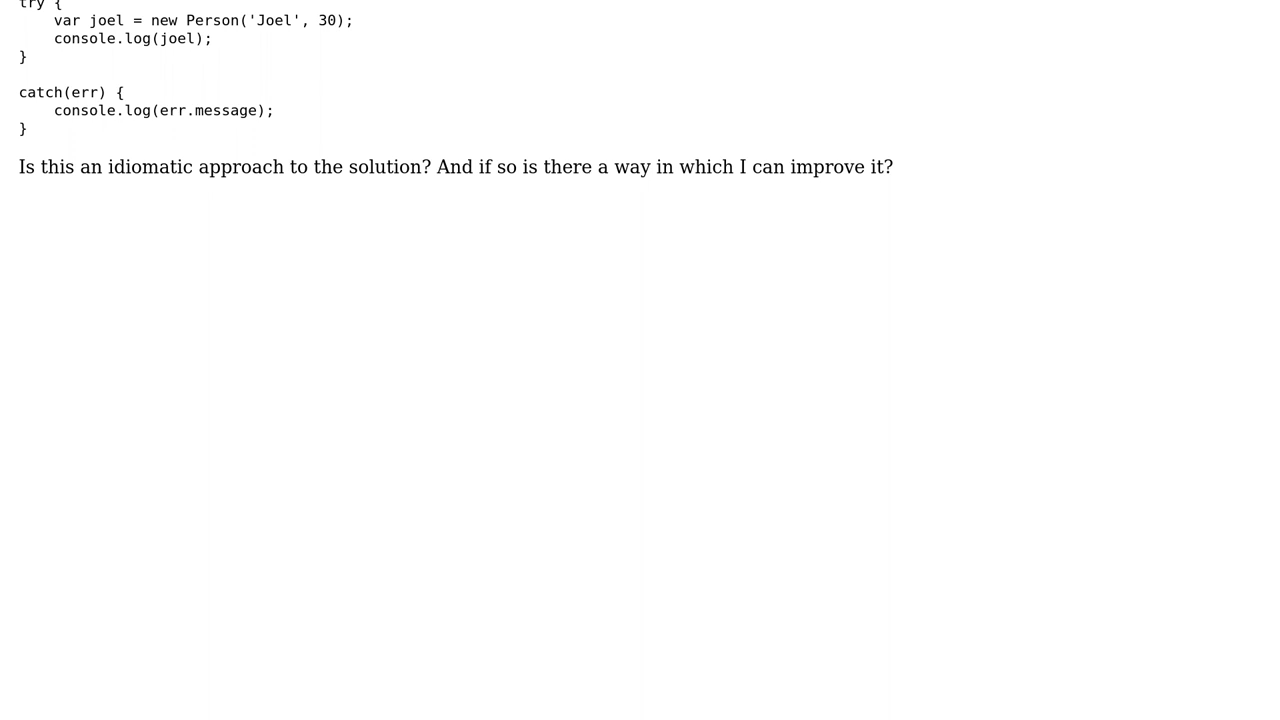 try {
    var joel = new Person('Joel', 30);
    console.log(joel);
}
catch(err) {
    console.log(err.message);
}
Is this an idiomatic approach to the solution? And if so is there a way in which I can improve it?